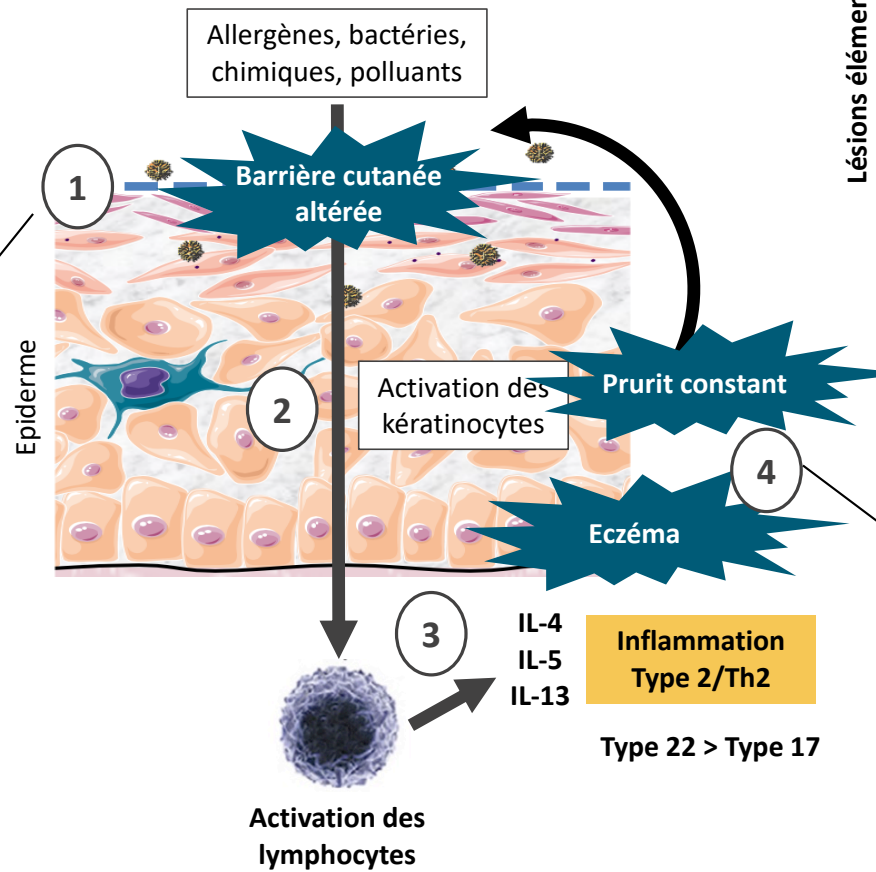 Allergènes, bactéries,
chimiques, polluants
Barrière cutanée
altérée
1
Epiderme
2
Activation des
kératinocytes
Prurit constant
4
Eczéma
3
IL-4
IL-5
IL-13
Inflammation
Type 2/Th2
Type 22 > Type 17
Activation des
lymphocytes
Lésions